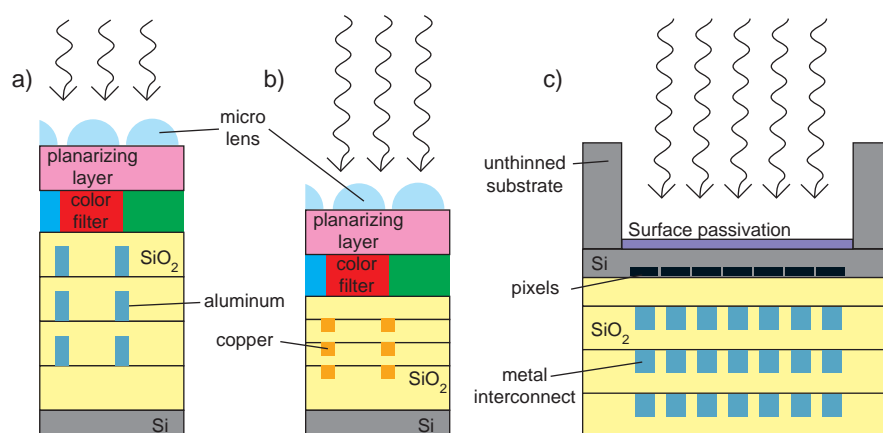 a)
micro
lens
planarizing
layer
color
filter
SiO₂
aluminum
Si
b)
planarizing
layer
color
filter
copper
SiO₂
Si
c)
unthinned
substrate
Surface passivation
Si
pixels
SiO₂
metal
interconnect